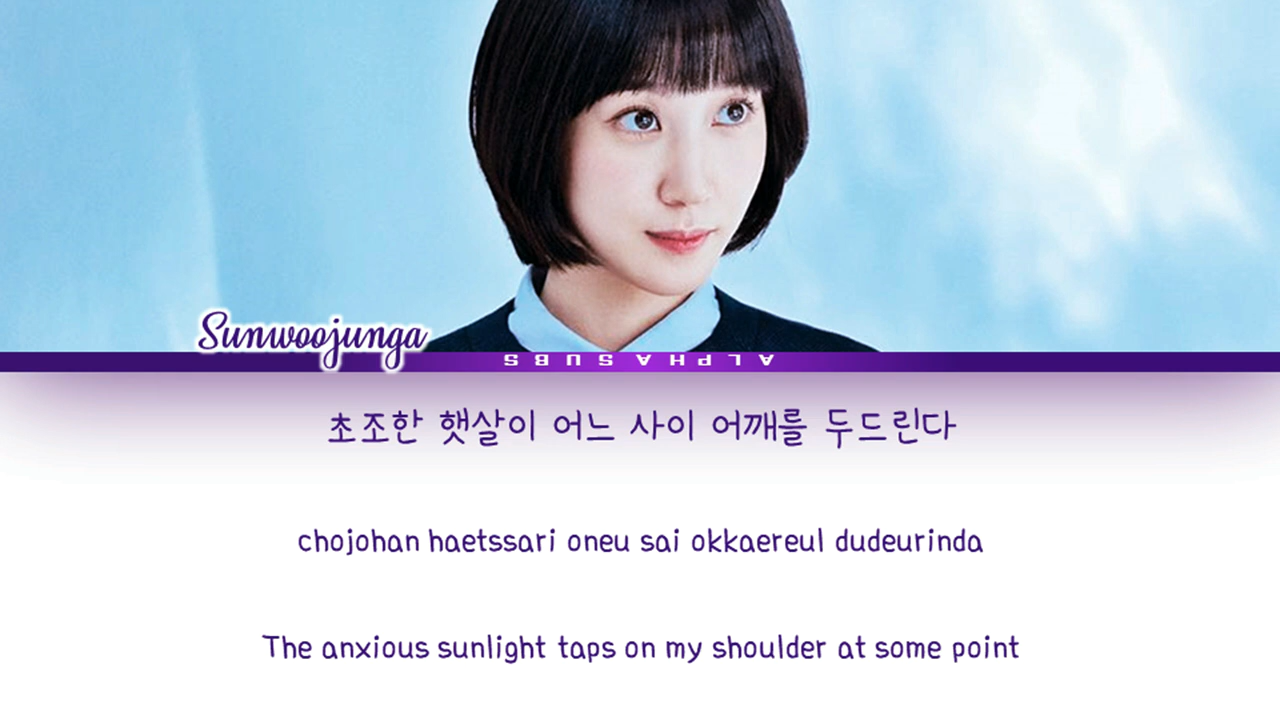 Sunwoojunga
ALPHASUBS
초조한 햇살이 어느 사이 어깨를 두드린다
chojohan haetssari oneu sai okkaereul dudeurinda
The anxious sunlight taps on my shoulder at some point